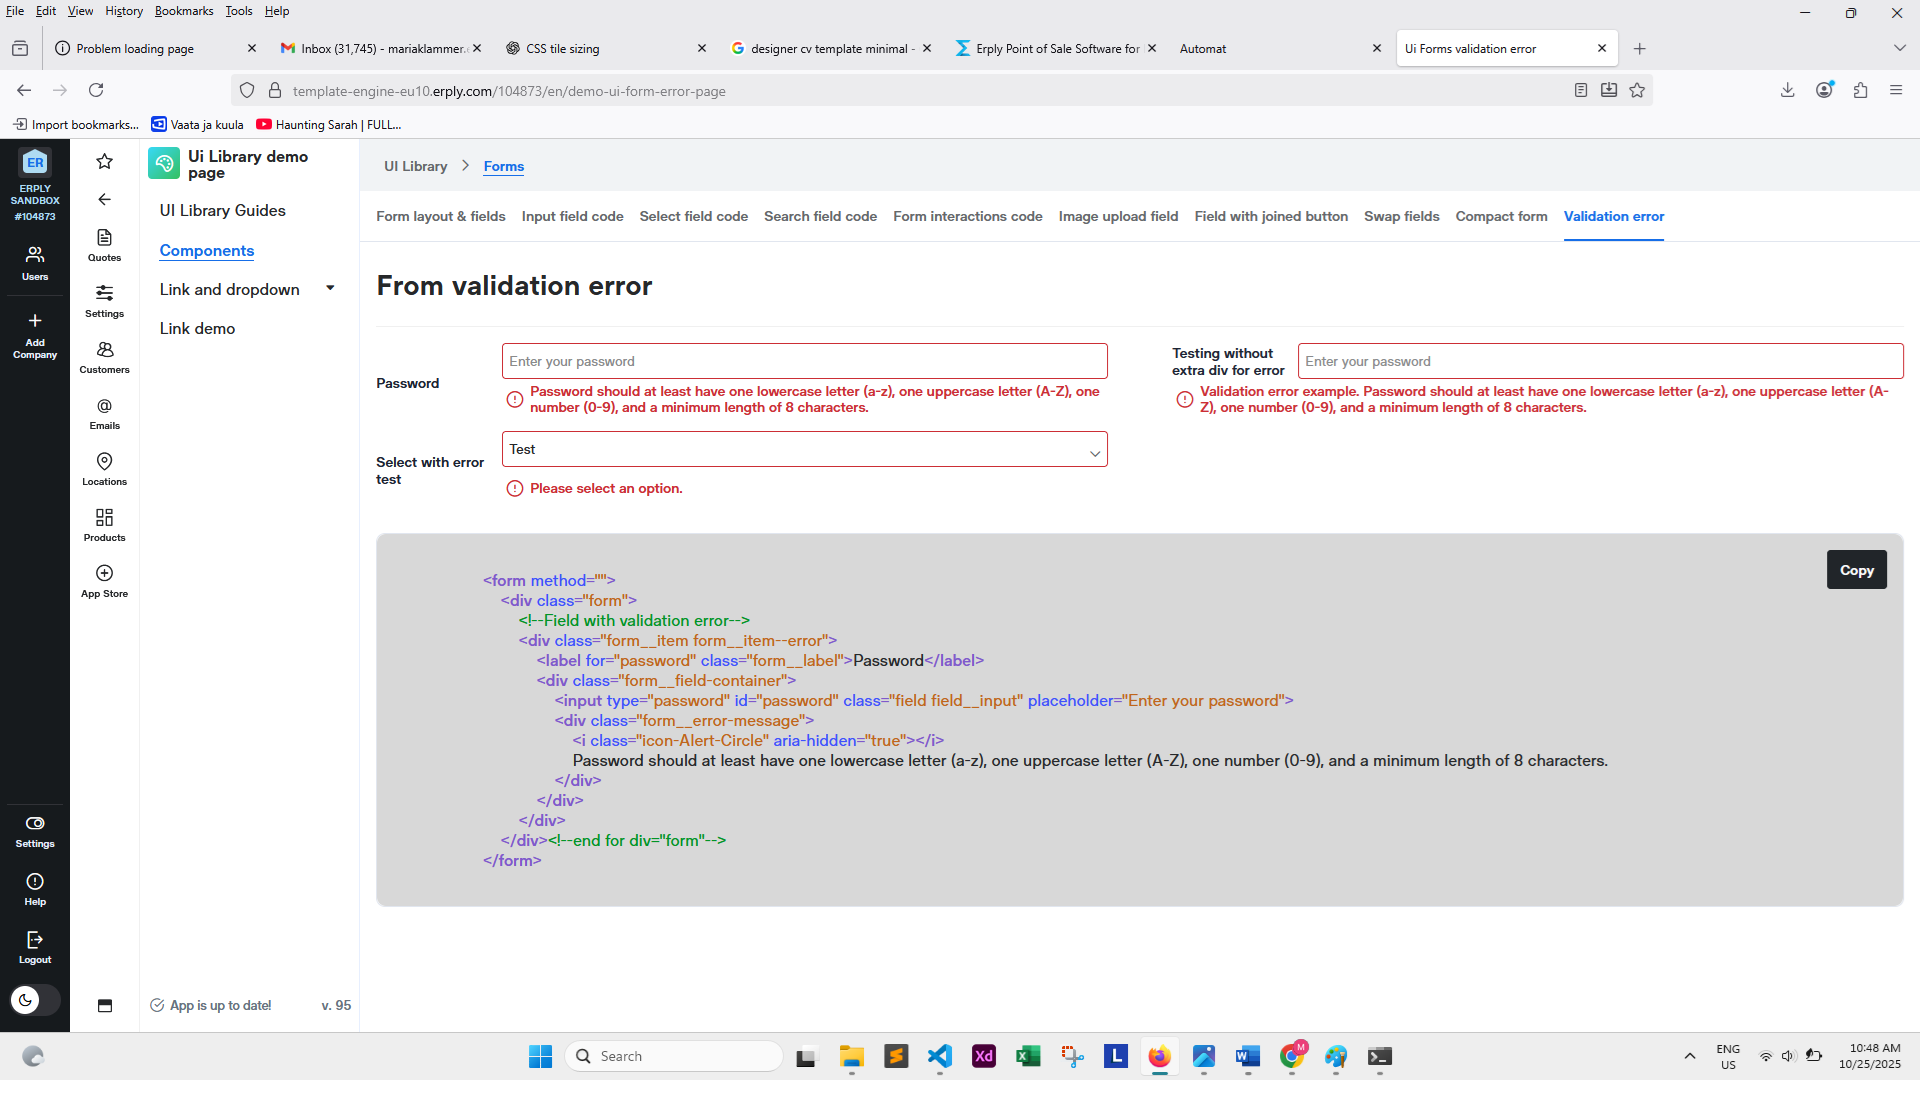 File Edit View History Bookmarks Tools Help
Problem loading page
Inbox (31,745) - mariaklammer.
CSS tile sizing
designer cv template minimal -
Erply Point of Sale Software for
Automat
Ui Forms validation error
template-engine-eu10.erply.com/104873/en/demo-ui-form-error-page
Import bookmarks...
Vaata ja kuula
Haunting Sarah | FULL...
ER
ERPLY
SANDBOX
#104873
Users
Add
Company
Settings
Help
Logout
Quotes
Settings
Customers
Emails
Locations
Products
App Store
Ui Library demo
page
UI Library Guides
Components
Link and dropdown
Link demo
App is up to date! v. 95
UI Library > Forms
Form layout & fields Input field code Select field code Search field code Form interactions code Image upload field Field with joined button Swap fields Compact form Validation error
From validation error
Password
Enter your password
Password should at least have one lowercase letter (a-z), one uppercase letter (A-Z), one
number (0-9), and a minimum length of 8 characters.
Testing without
extra div for error
Enter your password
Validation error example. Password should at least have one lowercase letter (a-z), one uppercase letter (A-
Z), one number (0-9), and a minimum length of 8 characters.
Select with error
test
Test
Please select an option.
Copy
<form method="">
<div class="form">
<!--Field with validation error-->
<div class="form__item form__item--error">
<label for="password" class="form__label">Password</label>
<div class="form__field-container">
<input type="password" id="password" class="field field__input" placeholder="Enter your password">
<div class="form__error-message">
<i class="icon-Alert-Circle" aria-hidden="true"></i>
Password should at least have one lowercase letter (a-z), one uppercase letter (A-Z), one number (0-9), and a minimum length of 8 characters.
</div>
</div>
</div>
</div><!--end for div="form"-->
</form>
Search
Xd
L
M
ENG
US
10:48 AM
10/25/2025